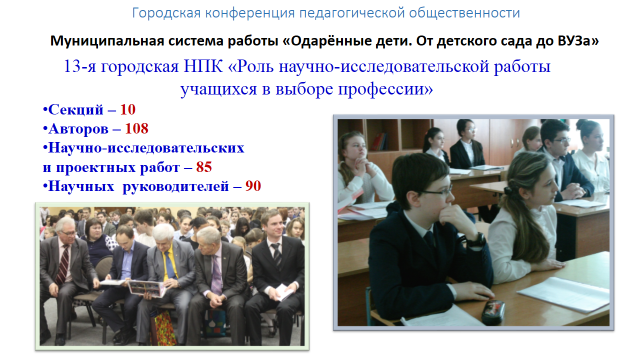 Городская конференция педагогической общественности
Муниципальная система работы «Одарённые дети. От детского сада до ВУЗа»
13-я городская НПК «Роль научно-исследовательской работы
учащихся в выборе профессии»
•Секций – 10
•Авторов – 108
•Научно-исследовательских
и проектных работ – 85
•Научных руководителей – 90